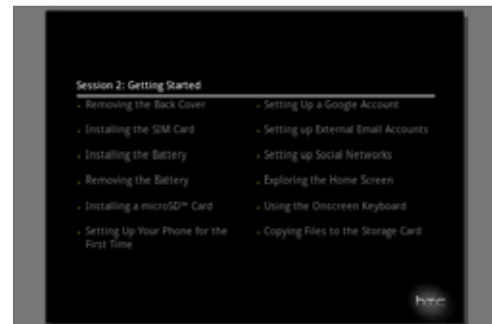 Session 2: Getting Started
Removing the Back Cover
Installing the SIM Card
Installing the Battery
Removing the Battery
Installing a microSD™ Card
Setting Up Your Phone for the
First Time
Setting Up a Google Account
Setting up External Email Accounts
Setting up Social Networks
Exploring the Home Screen
Using the Onscreen Keyboard
Copying Files to the Storage Card
htc